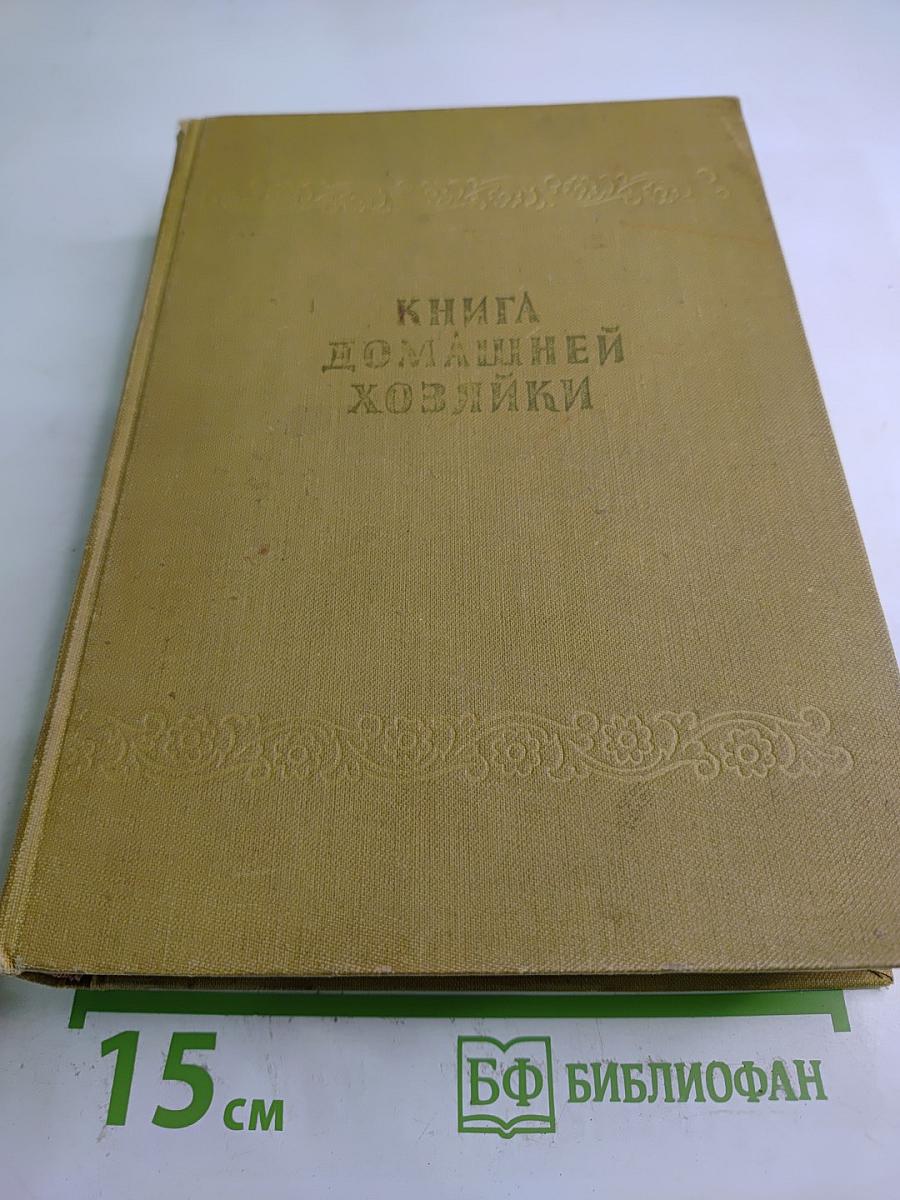 КНИГА
ДОМАШНЕЙ
ХОЗЯЙКИ
15 см
БФ БИБЛИОФАН